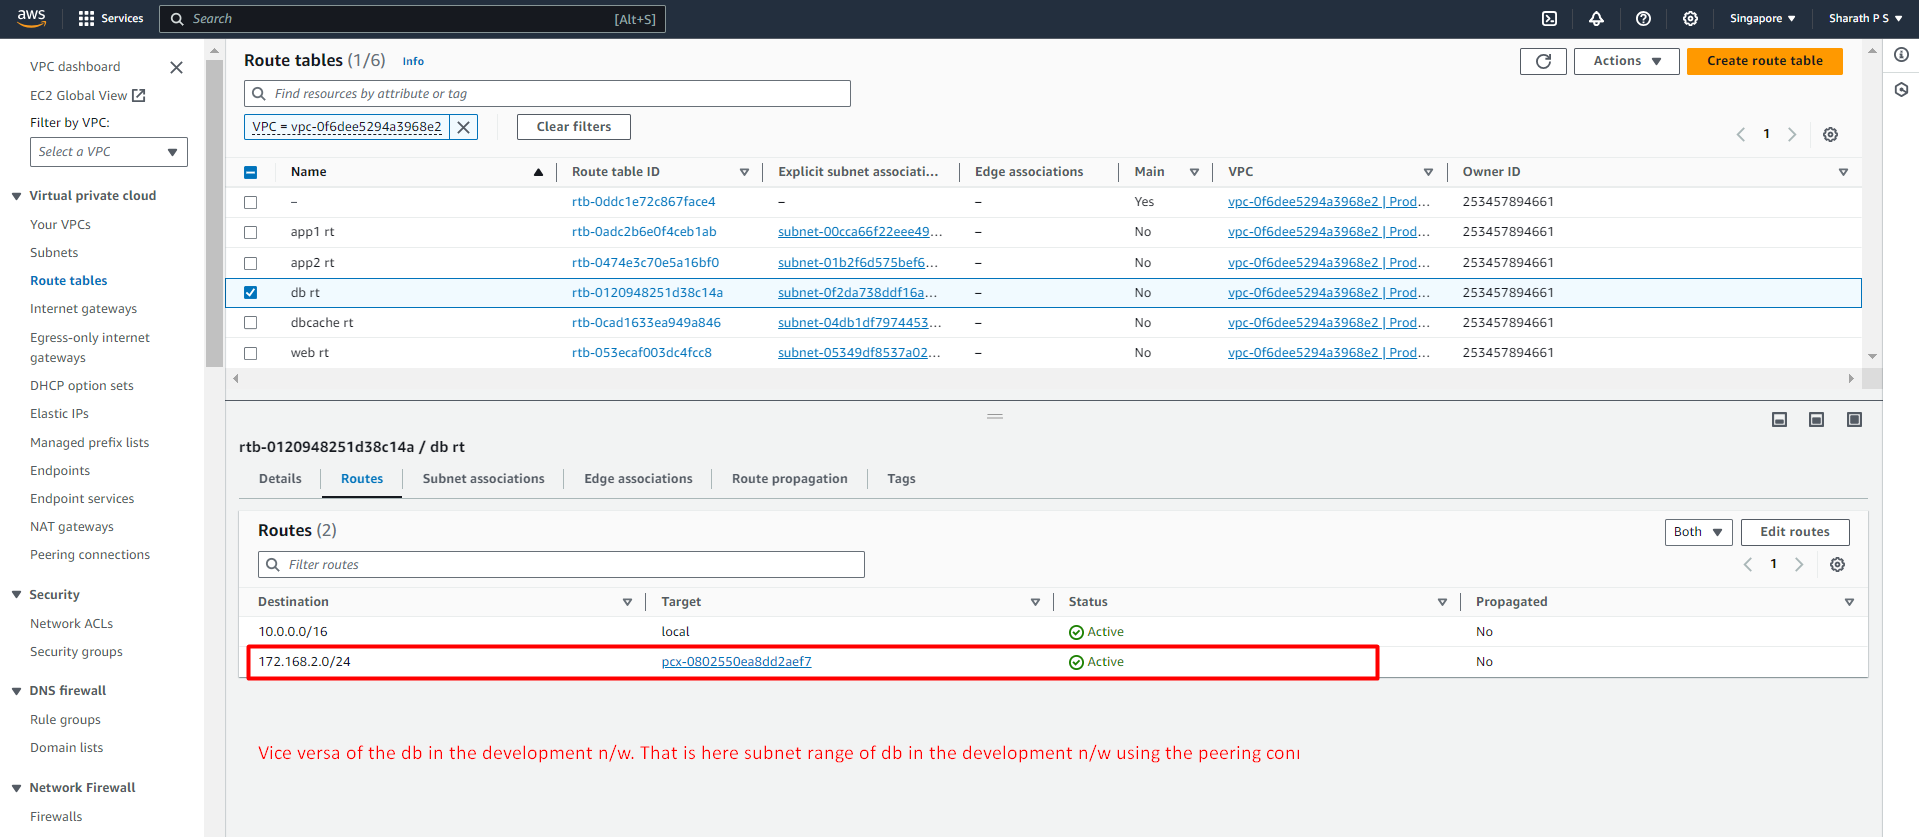 aws Services Search [Alt+S] Singapore Sharath P S
VPC dashboard
EC2 Global View
Filter by VPC:
Select a VPC
Virtual private cloud
Your VPCs
Subnets
Route tables
Internet gateways
Egress-only internet
gateways
DHCP option sets
Elastic IPs
Managed prefix lists
Endpoints
Endpoint services
NAT gateways
Peering connections
Security
Network ACLs
Security groups
DNS firewall
Rule groups
Domain lists
Network Firewall
Firewalls
Route tables (1/6) Info
Actions Create route table
Find resources by attribute or tag
VPC = vpc-0f6dee5294a3968e2 Clear filters
1
Name Route table ID Explicit subnet associati... Edge associations Main VPC Owner ID
– rtb-0ddc1e72c867face4 – – Yes vpc-0f6dee5294a3968e2 | Prod... 253457894661
app1 rt rtb-0adc2b6e0f4ceb1ab subnet-00cca66f22eee49... – No vpc-0f6dee5294a3968e2 | Prod... 253457894661
app2 rt rtb-0474e3c70e5a16bf0 subnet-01b2f6d575bef6... – No vpc-0f6dee5294a3968e2 | Prod... 253457894661
db rt rtb-0120948251d38c14a subnet-0f2da738ddf16a... – No vpc-0f6dee5294a3968e2 | Prod... 253457894661
dbcache rt rtb-0cad1633ea949a846 subnet-04db1df7974453... – No vpc-0f6dee5294a3968e2 | Prod... 253457894661
web rt rtb-053ecaf003dc4fcc8 subnet-05349df8537a02... – No vpc-0f6dee5294a3968e2 | Prod... 253457894661
rtb-0120948251d38c14a / db rt
Details Routes Subnet associations Edge associations Route propagation Tags
Routes (2)
Both Edit routes
Filter routes
1
Destination Target Status Propagated
10.0.0.0/16 local Active No
172.168.2.0/24 pcx-0802550ea8dd2aef7 Active No
Vice versa of the db in the development n/w. That is here subnet range of db in the development n/w using the peering